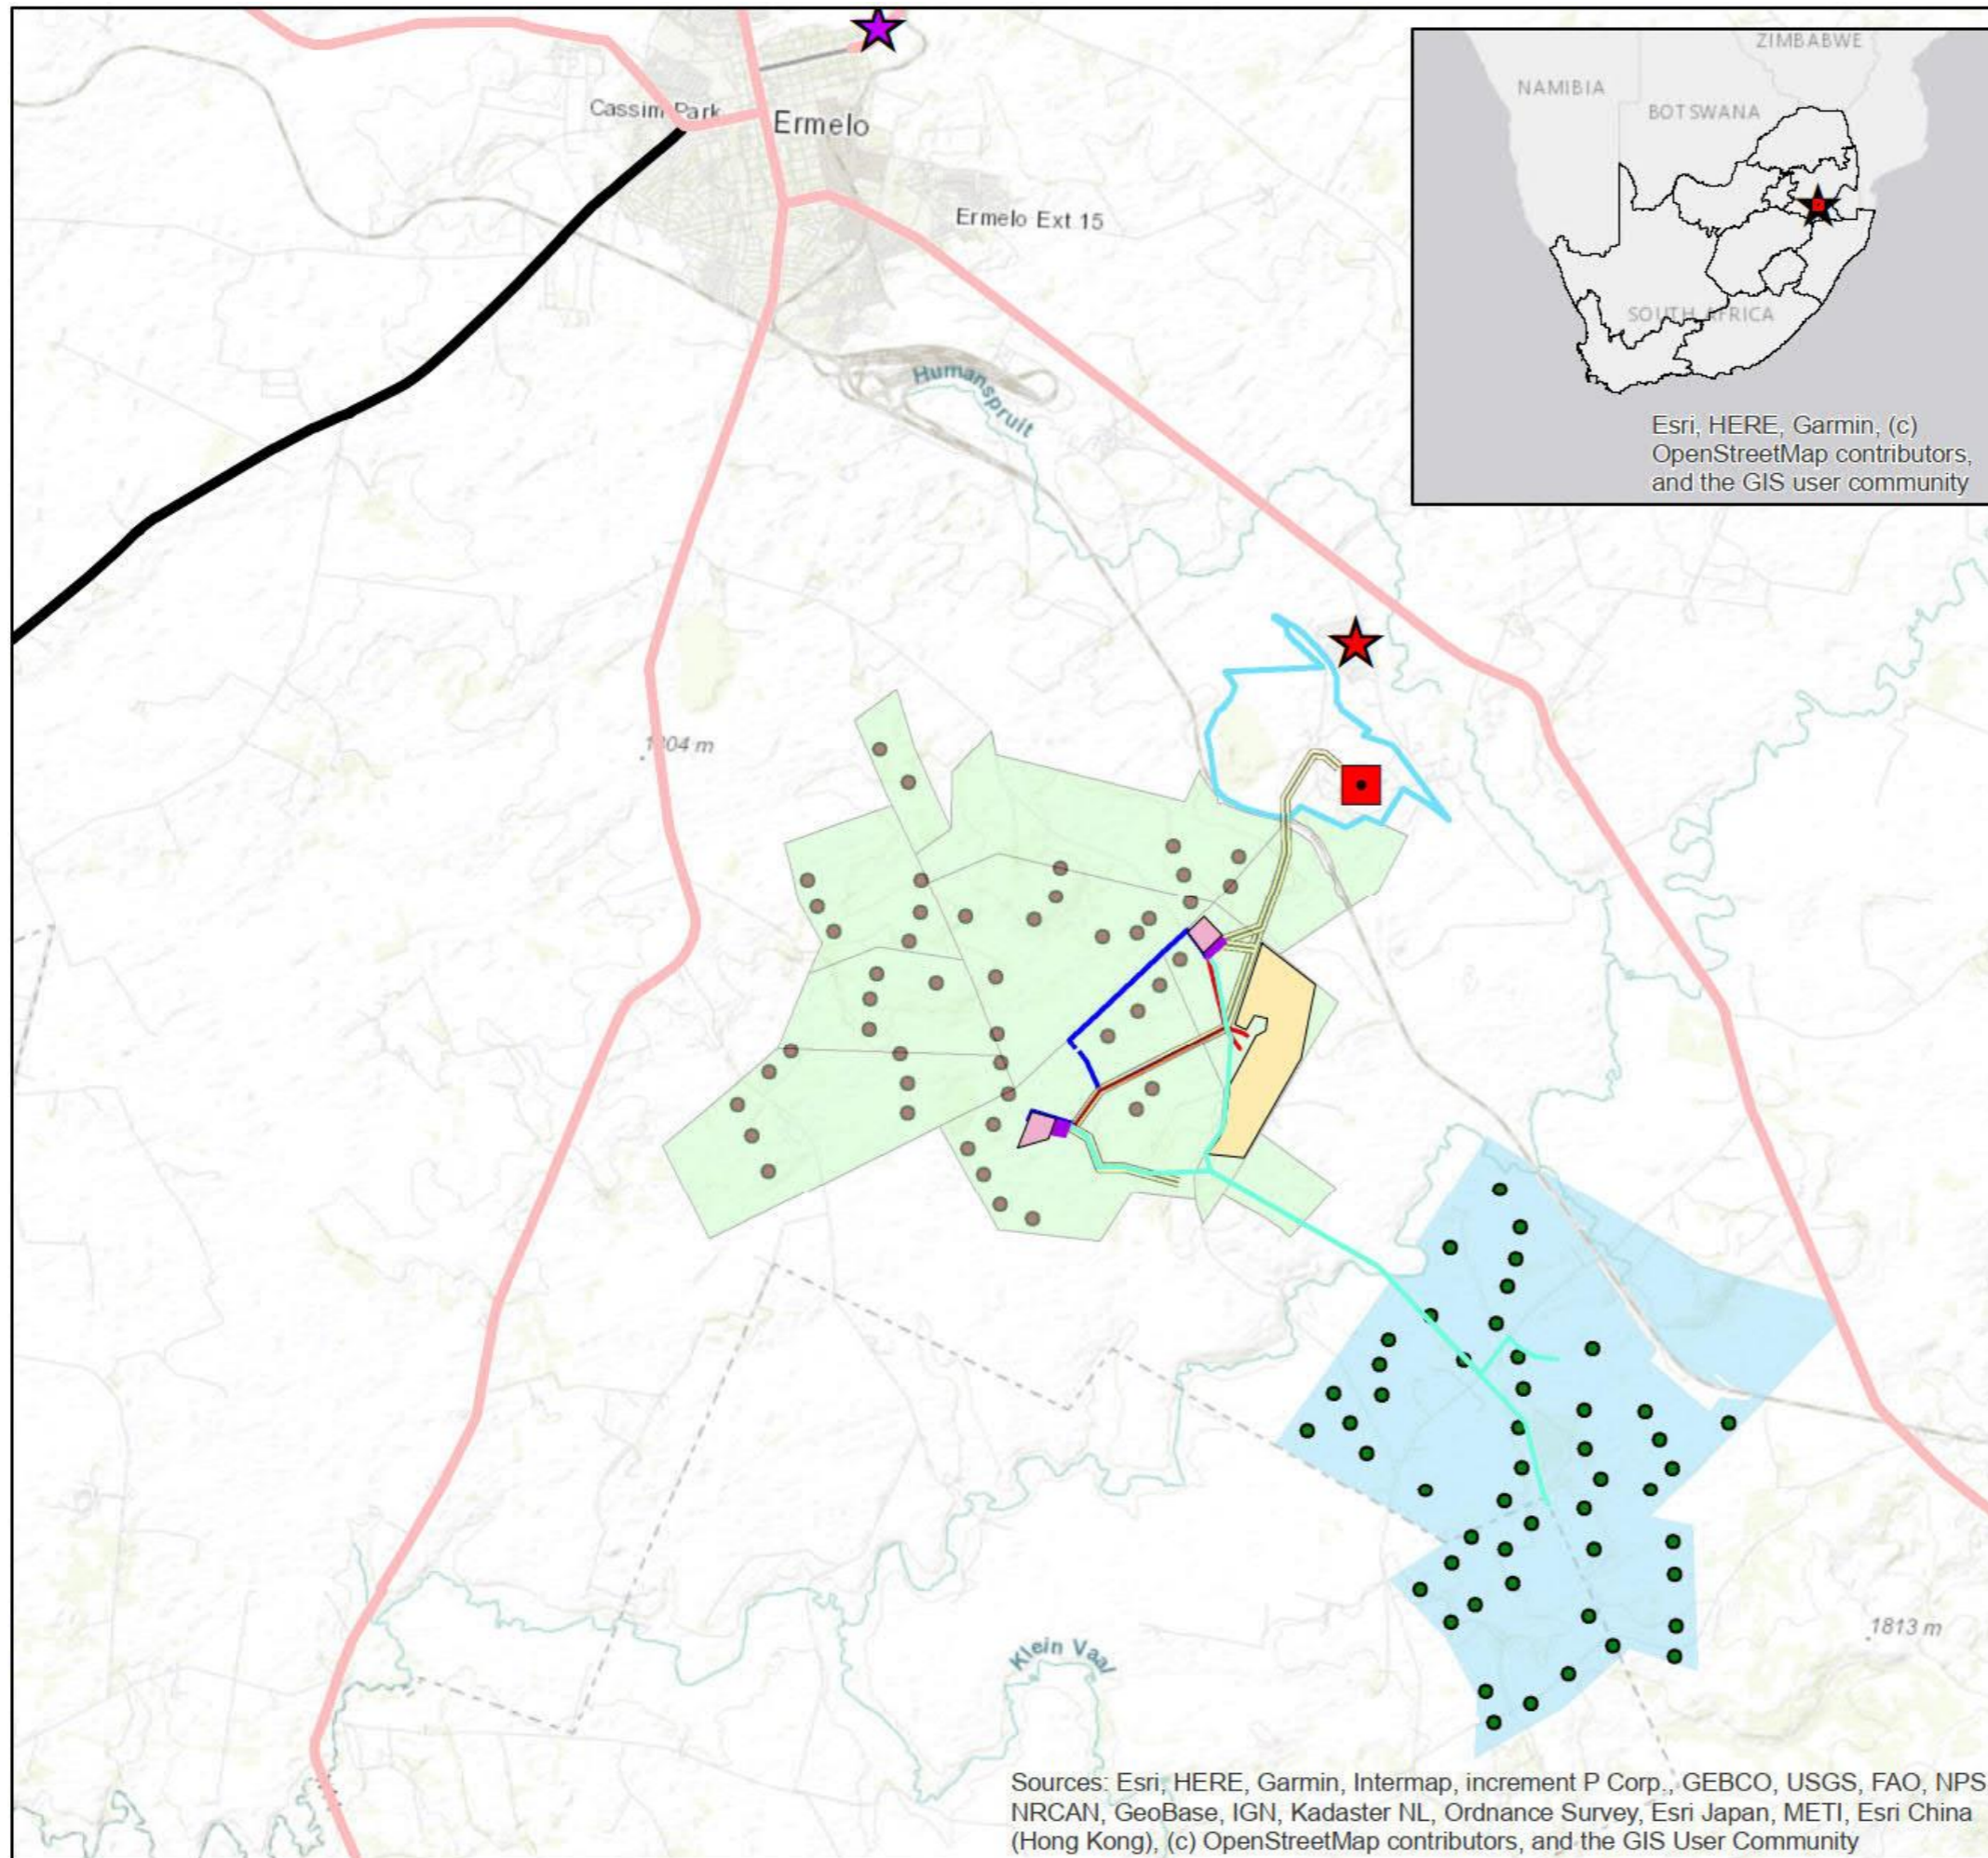 Cassim Park
Ermelo
Ermelo Ext 15
ZIMBABWE
NAMIBIA
BOTSWANA
SOUTH AFRICA
Esri, HERE, Garmin, (c)
OpenStreetMap contributors,
and the GIS user community
Humanspruit
1804 m
1813 m
Klein Vaal
Sources: Esri, HERE, Garmin, Intermap, increment P Corp., GEBCO, USGS, FAO, NPS
NRCAN, GeoBase, IGN, Kadaster NL, Ordnance Survey, Esri Japan, METI, Esri China
(Hong Kong), (c) OpenStreetMap contributors, and the GIS User Community